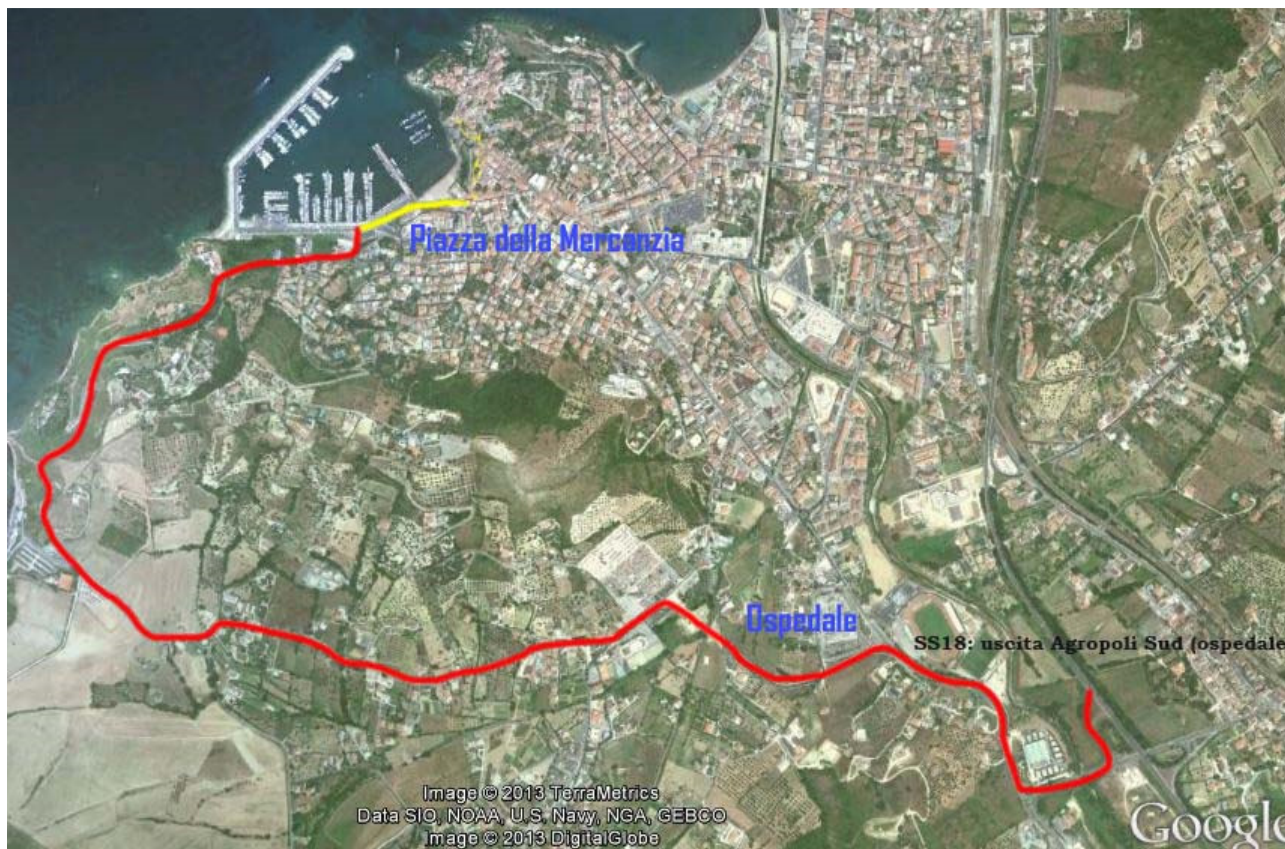 Piazza della Mercanzia
Ospedale
SS18: uscita Agropoli Sud (ospedale
Image © 2013 TerraMetrics
Data SIO, NOAA, U.S. Navy, NGA, GEBCO
Image © 2013 DigitalGlobe
Google